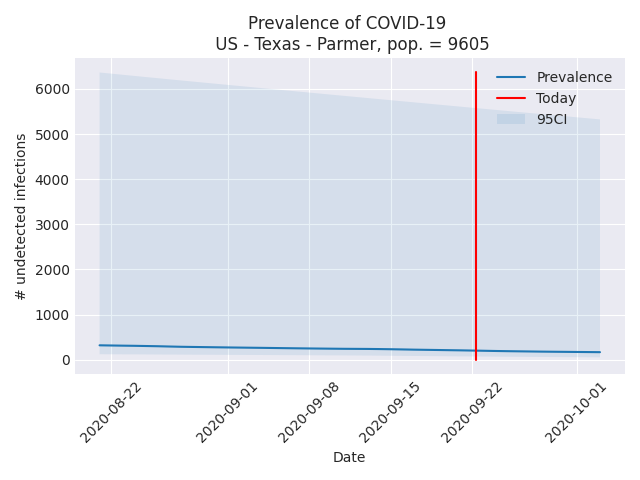 Prevalence of COVID-19
US - Texas - Parmer, pop. = 9605
Prevalence
Today
95CI
# undetected infections
6000
5000
4000
3000
2000
1000
0
2020-08-22
2020-09-01
2020-09-08
2020-09-15
2020-09-22
2020-10-01
Date